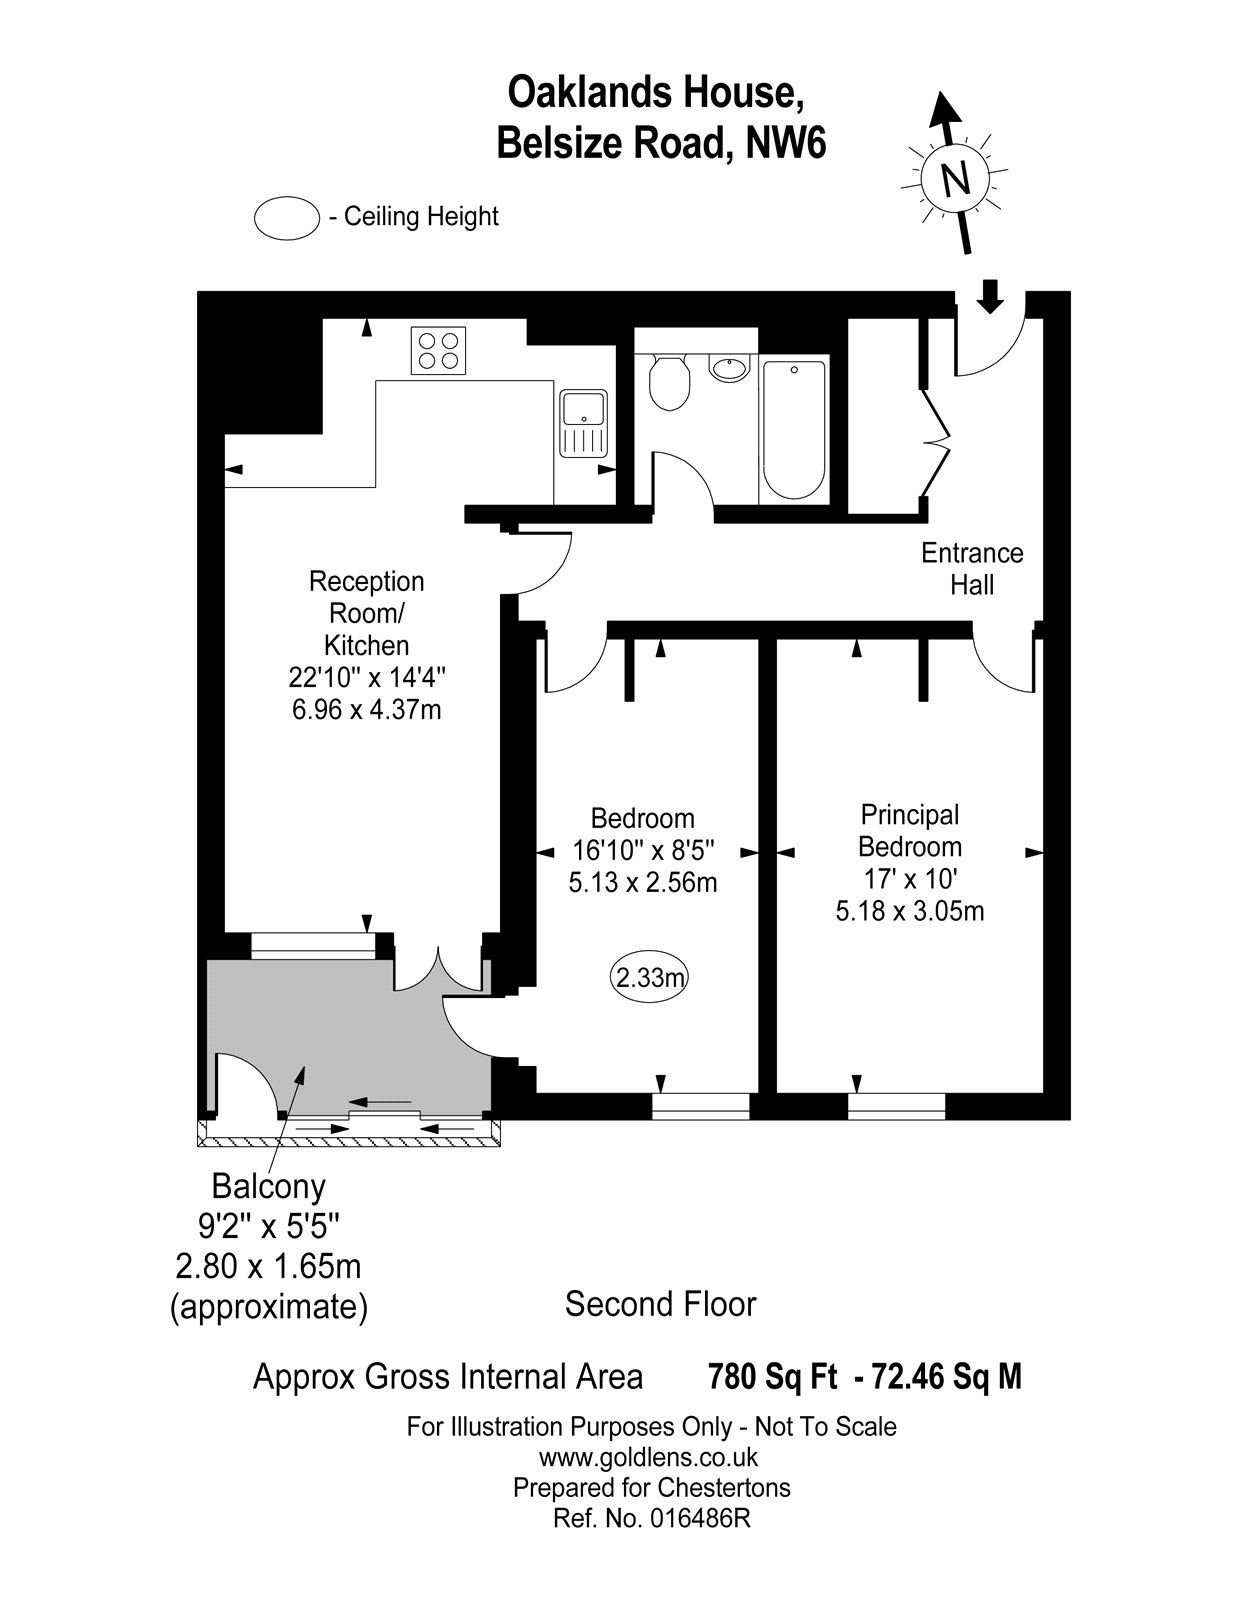 Oaklands House,
Belsize Road, NW6
N
- Ceiling Height
Entrance
Hall
Reception
Room/
Kitchen
22'10" x 14'4"
6.96 x 4.37m
Bedroom
16'10" x 8'5"
5.13 x 2.56m
2.33m
Principal
Bedroom
17' x 10'
5.18 x 3.05m
Balcony
9'2" x 5'5"
2.80 x 1.65m
(approximate)
Second Floor
Approx Gross Internal Area 780 Sq Ft - 72.46 Sq M
For Illustration Purposes Only - Not To Scale
www.goldlens.co.uk
Prepared for Chestertons
Ref. No. 016486R